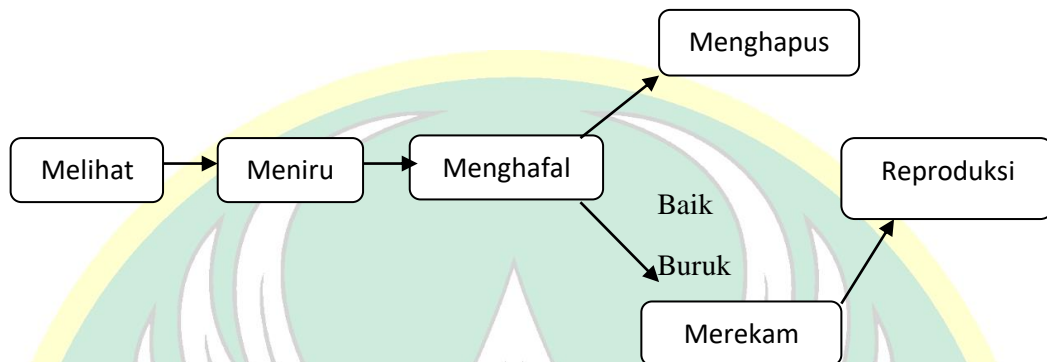 Menghapus
Melihat
Meniru
Menghafal
Reproduksi
Baik
Buruk
Merekam